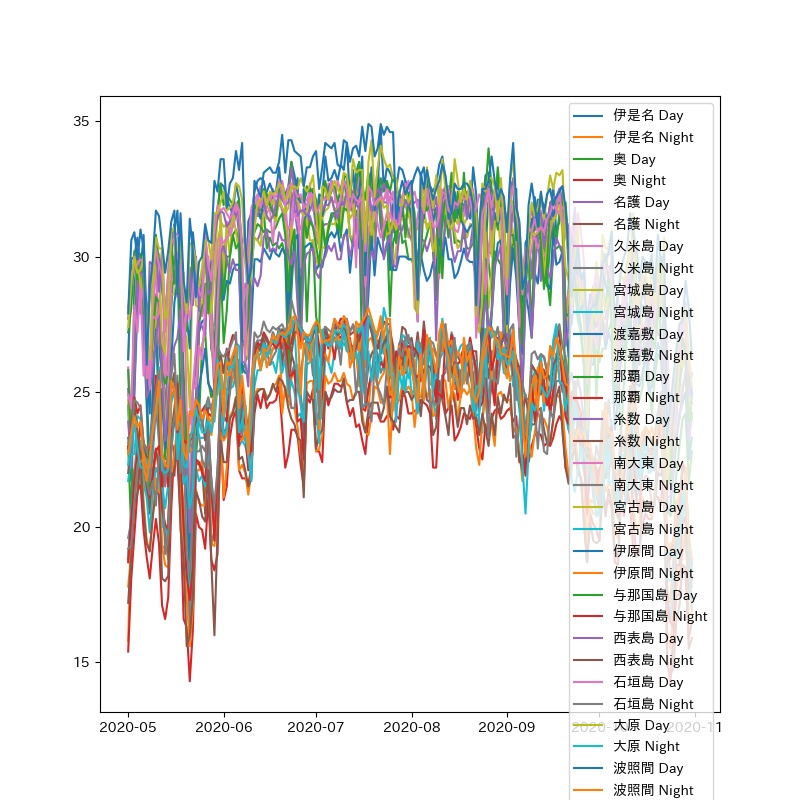 35
30
25
20
15
2020-05
2020-06
2020-07
2020-08
2020-09
2020-10
2020-11
伊是名 Day
伊是名 Night
奥 Day
奥 Night
名護 Day
名護 Night
久米島 Day
久米島 Night
宮城島 Day
宮城島 Night
渡嘉敷 Day
渡嘉敷 Night
那覇 Day
那覇 Night
糸数 Day
糸数 Night
南大東 Day
南大東 Night
宮古島 Day
宮古島 Night
伊原間 Day
伊原間 Night
与那国島 Day
与那国島 Night
西表島 Day
西表島 Night
石垣島 Day
石垣島 Night
大原 Day
大原 Night
波照間 Day
波照間 Night